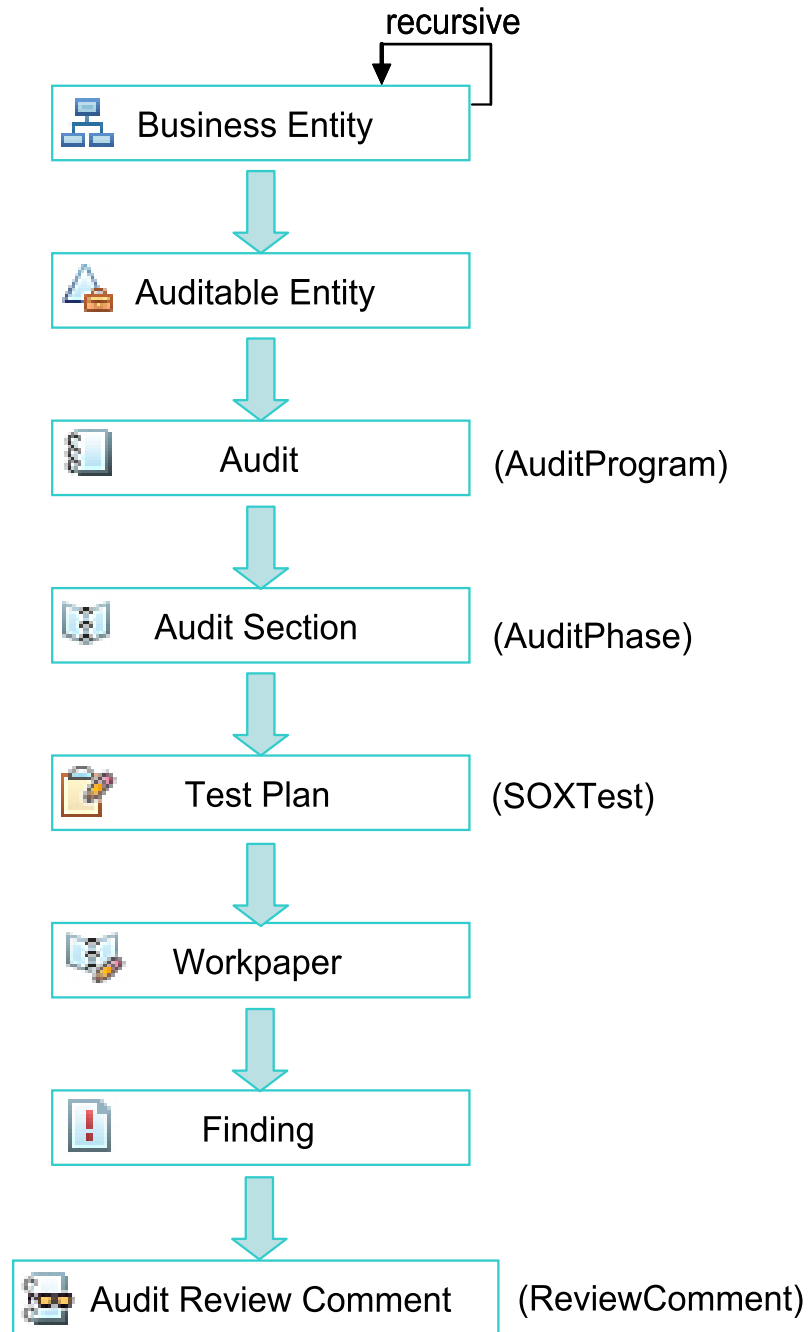 recursive
Business Entity
Auditable Entity
Audit
(AuditProgram)
Audit Section
(AuditPhase)
Test Plan
(SOXTest)
Workpaper
Finding
Audit Review Comment
(ReviewComment)